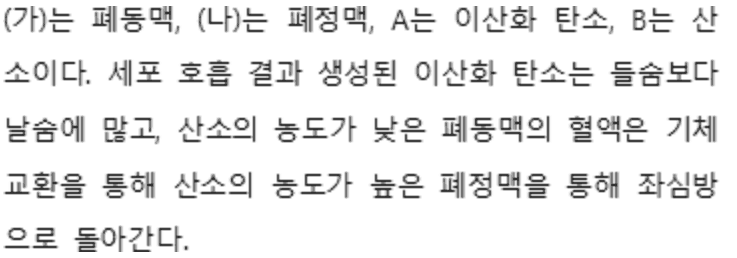 (가)는 폐동맥, (나)는 폐정맥, A는 이산화 탄소, B는 산
소이다. 세포 호흡 결과 생성된 이산화 탄소는 들숨보다
날숨에 많고, 산소의 농도가 낮은 폐동맥의 혈액은 기체
교환을 통해 산소의 농도가 높은 폐정맥을 통해 좌심방
으로 돌아간다.